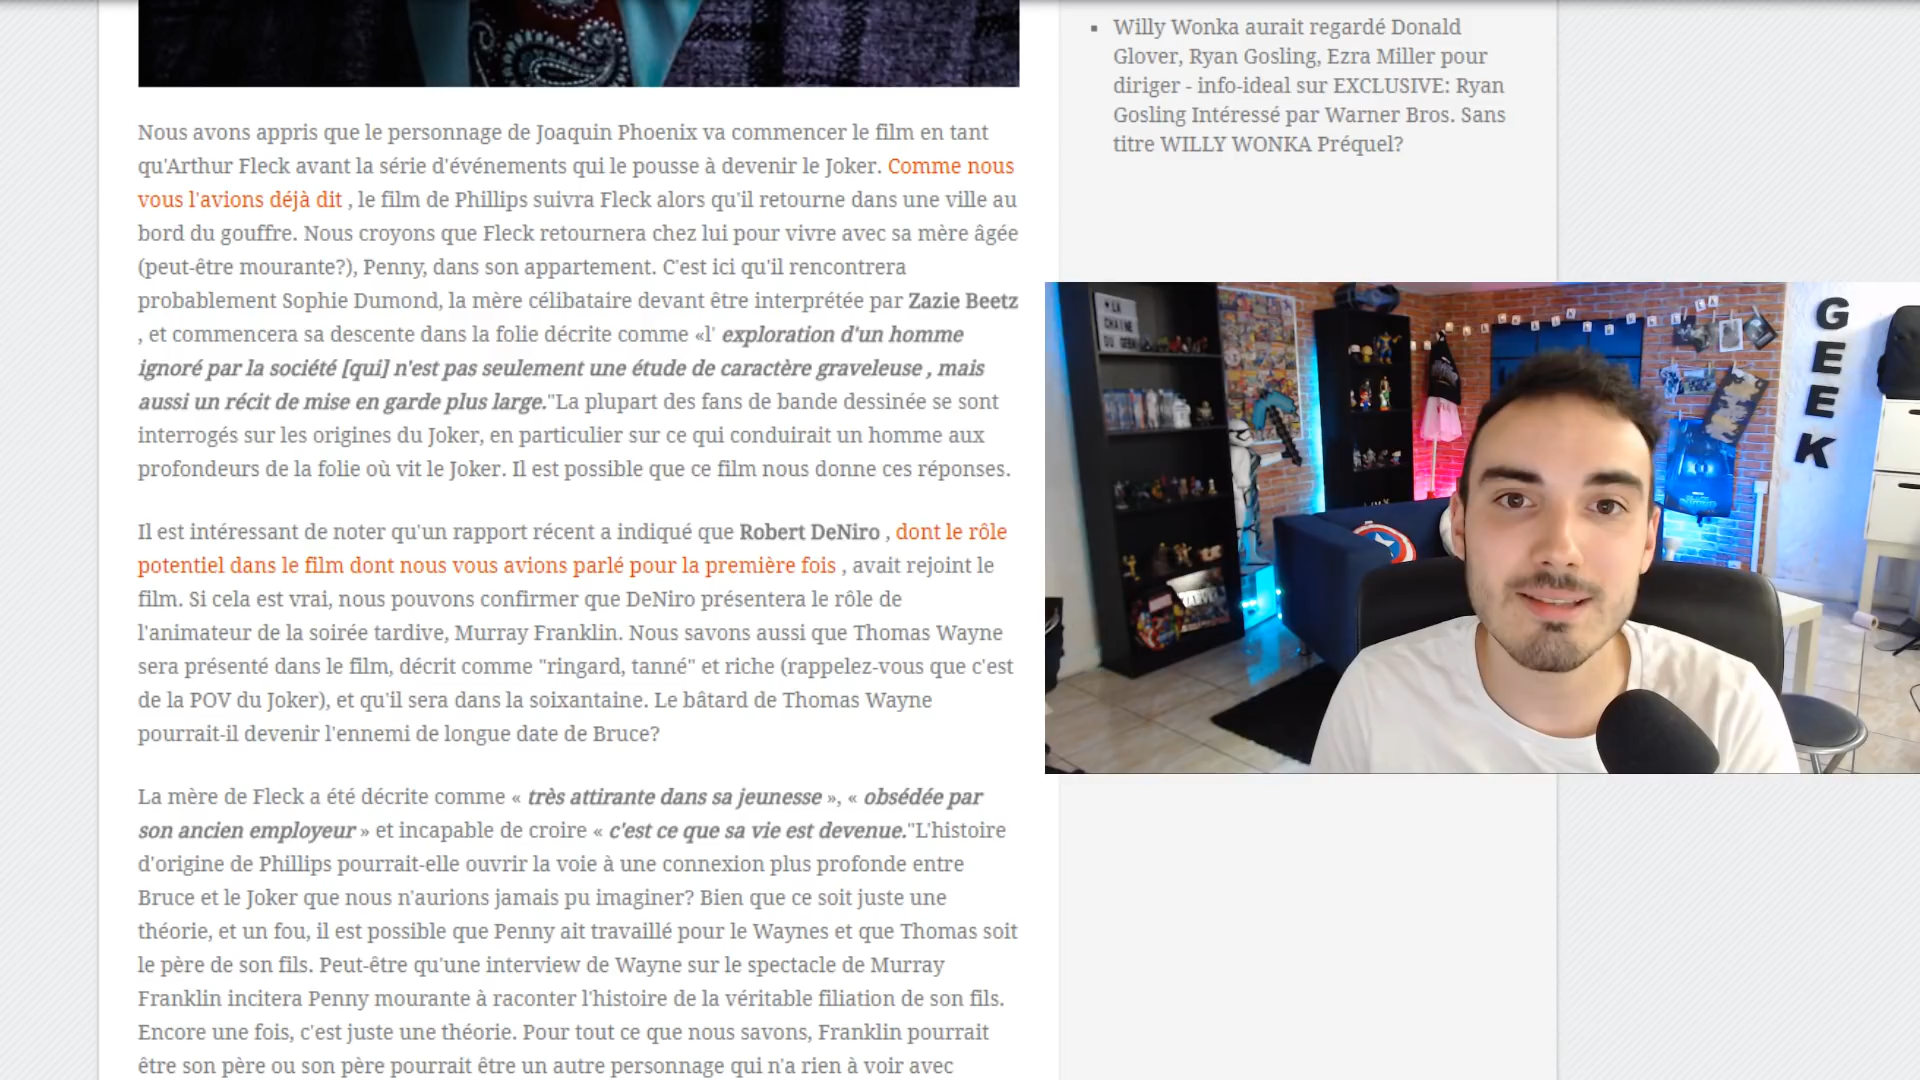 Nous avons appris que le personnage de Joaquin Phoenix va commencer le film en tant
qu'Arthur Fleck avant la série d'événements qui le pousse à devenir le Joker. Comme nous
vous l'avions déjà dit , le film de Phillips suivra Fleck alors qu'il retourne dans une ville au
bord du gouffre. Nous croyons que Fleck retournera chez lui pour vivre avec sa mère âgée
(peut-être mourante?), Penny, dans son appartement. C'est ici qu'il rencontrera
probablement Sophie Dumond, la mère célibataire devant être interprétée par Zazie Beetz
, et commencera sa descente dans la folie décrite comme «l' exploration d'un homme
ignoré par la société [qui] n'est pas seulement une étude de caractère graveleuse , mais
aussi un récit de mise en garde plus large."La plupart des fans de bande dessinée se sont
interrogés sur les origines du Joker, en particulier sur ce qui conduirait un homme aux
profondeurs de la folie où vit le Joker. Il est possible que ce film nous donne ces réponses.
Il est intéressant de noter qu'un rapport récent a indiqué que Robert DeNiro , dont le rôle
potentiel dans le film dont nous vous avions parlé pour la première fois , avait rejoint le
film. Si cela est vrai, nous pouvons confirmer que DeNiro présentera le rôle de
l'animateur de la soirée tardive, Murray Franklin. Nous savons aussi que Thomas Wayne
sera présenté dans le film, décrit comme "ringard, tanné" et riche (rappelez-vous que c'est
de la POV du Joker), et qu'il sera dans la soixantaine. Le bâtard de Thomas Wayne
pourrait-il devenir l'ennemi de longue date de Bruce?
La mère de Fleck a été décrite comme « très attirante dans sa jeunesse », « obsédée par
son ancien employeur » et incapable de croire « c'est ce que sa vie est devenue."L'histoire
d'origine de Phillips pourrait-elle ouvrir la voie à une connexion plus profonde entre
Bruce et le Joker que nous n'aurions jamais pu imaginer? Bien que ce soit juste une
théorie, et un fou, il est possible que Penny ait travaillé pour le Waynes et que Thomas soit
le père de son fils. Peut-être qu'une interview de Wayne sur le spectacle de Murray
Franklin incitera Penny mourante à raconter l'histoire de la véritable filiation de son fils.
Encore une fois, c'est juste une théorie. Pour tout ce que nous savons, Franklin pourrait
être son père ou son père pourrait être un autre personnage qui n'a rien à voir avec
Willy Wonka aurait regardé Donald
Glover, Ryan Gosling, Ezra Miller pour
diriger - info-ideal sur EXCLUSIVE: Ryan
Gosling Intéressé par Warner Bros. Sans
titre WILLY WONKA Préquel?
LA
CHAINE
DU GEEK
GEEK
MARVEL